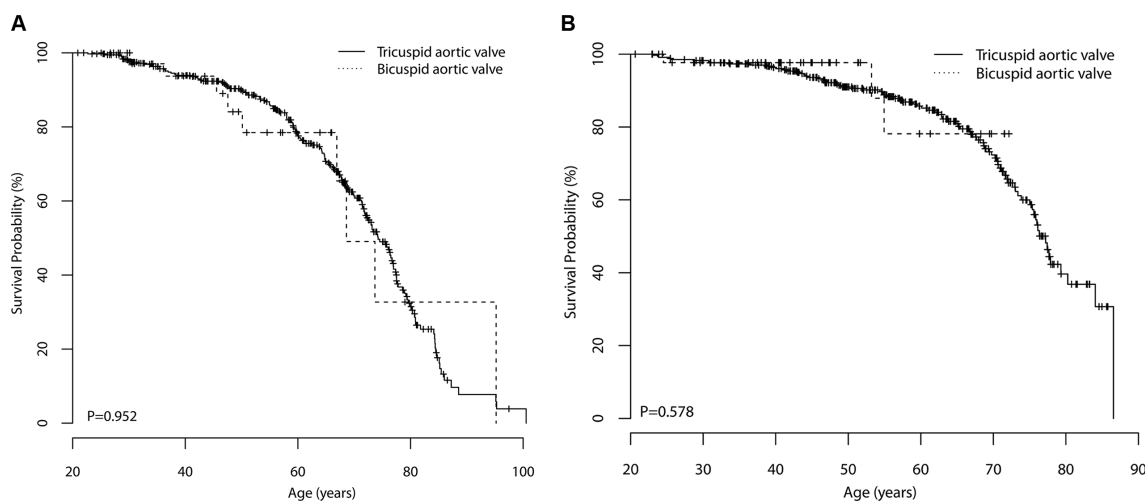 A
Tricuspid aortic valve
Bicuspid aortic valve
Survival Probability (%)
100
80
60
40
20
0
P=0.952
20 40 60 80 100
Age (years)
B
Tricuspid aortic valve
Bicuspid aortic valve
Survival Probability (%)
100
80
60
40
20
0
P=0.578
20 30 40 50 60 70 80 90
Age (years)